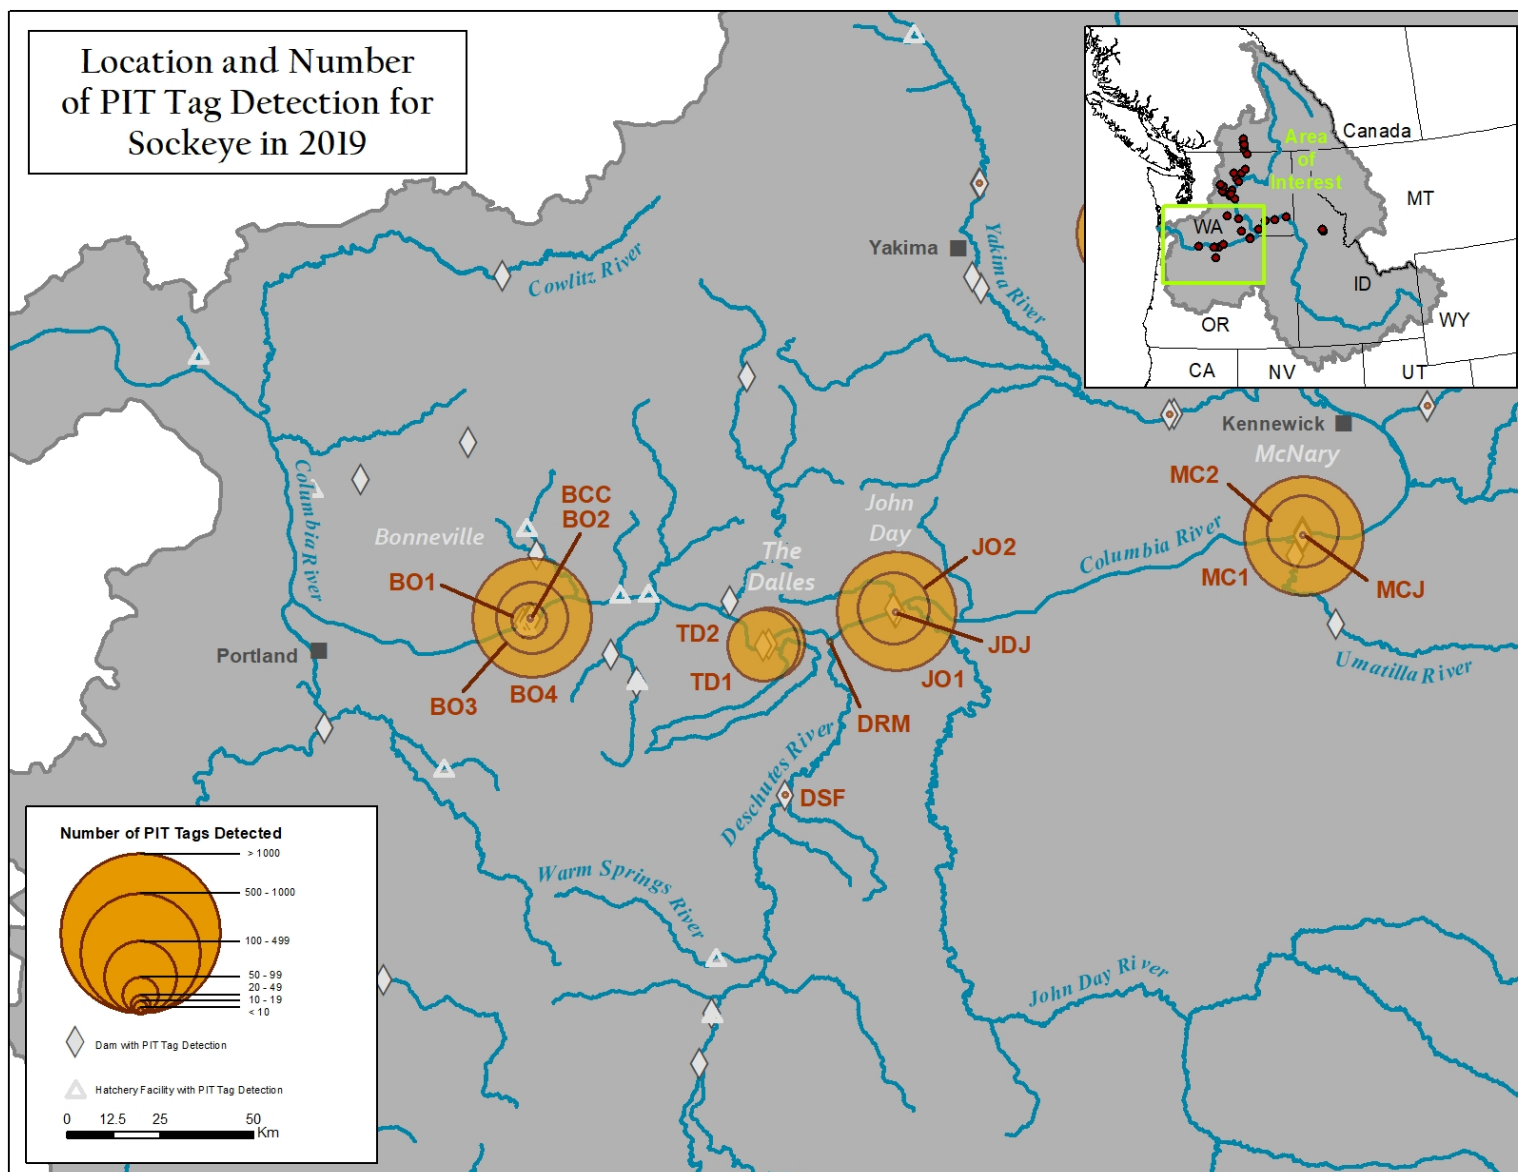 Location and Number
of PIT Tag Detection for
Sockeye in 2019
Canada
Area
of
Interest
MT
WA
ID
OR
WY
CA
NV
UT
Yakima
Yakima River
Cowlitz River
Kennewick
McNary
MC2
Columbia River
BCC
BO2
John
Day
Bonneville
The
Dalles
JO2
Columbia River
BO1
MC1
MCJ
TD2
JDJ
Portland
Umatilla River
TD1
JO1
BO3
BO4
DRM
Deschutes River
DSF
Warm Springs
River
John Day River
Number of PIT Tags Detected
> 1000
500 - 1000
100 - 499
50 - 99
20 - 49
10 - 19
< 10
Dam with PIT Tag Detection
Hatchery Facility with PIT Tag Detection
0 12.5 25 50
Km